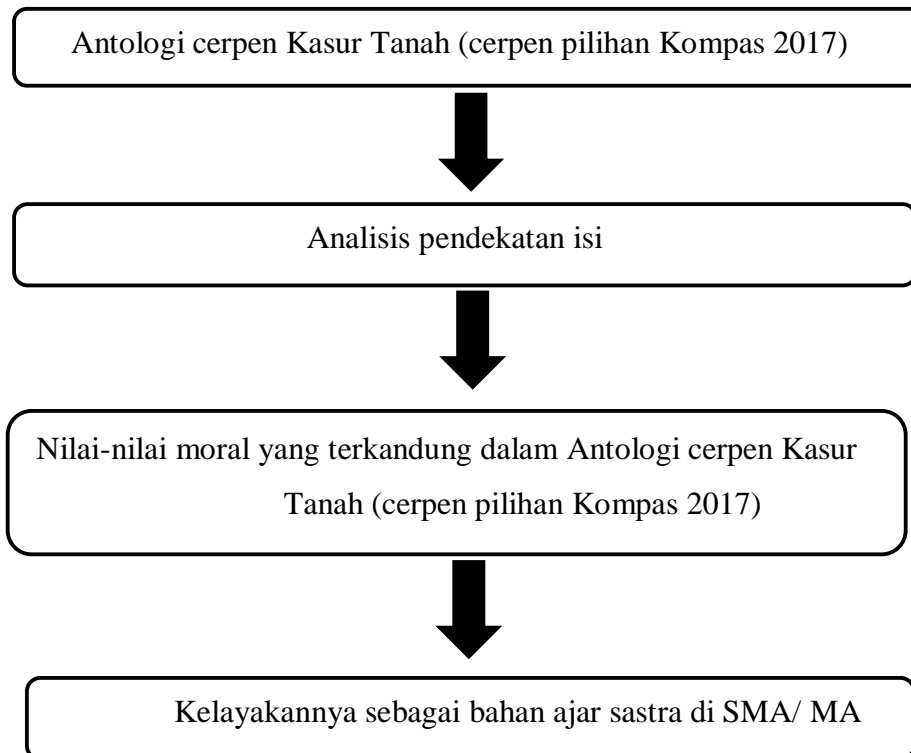 Antologi cerpen Kasur Tanah (cerpen pilihan Kompas 2017)
Analisis pendekatan isi
Nilai-nilai moral yang terkandung dalam Antologi cerpen Kasur
Tanah (cerpen pilihan Kompas 2017)
Kelayakannya sebagai bahan ajar sastra di SMA/ MA